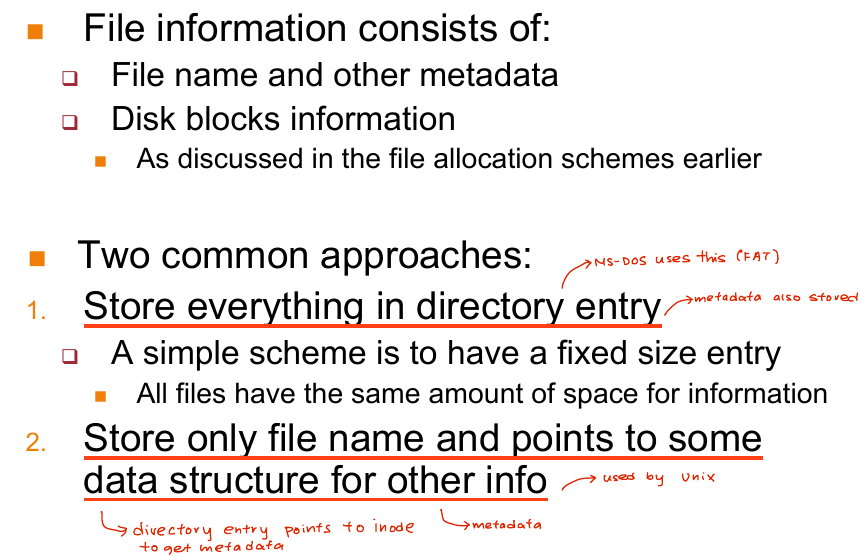 File information consists of:
File name and other metadata
Disk blocks information
As discussed in the file allocation schemes earlier
Two common approaches:
MS-DOS uses this (FAT)
1. Store everything in directory entry
metadata also stored
A simple scheme is to have a fixed size entry
All files have the same amount of space for information
2. Store only file name and points to some
data structure for other info
used by Unix
directory entry points to inode
to get metadata
metadata